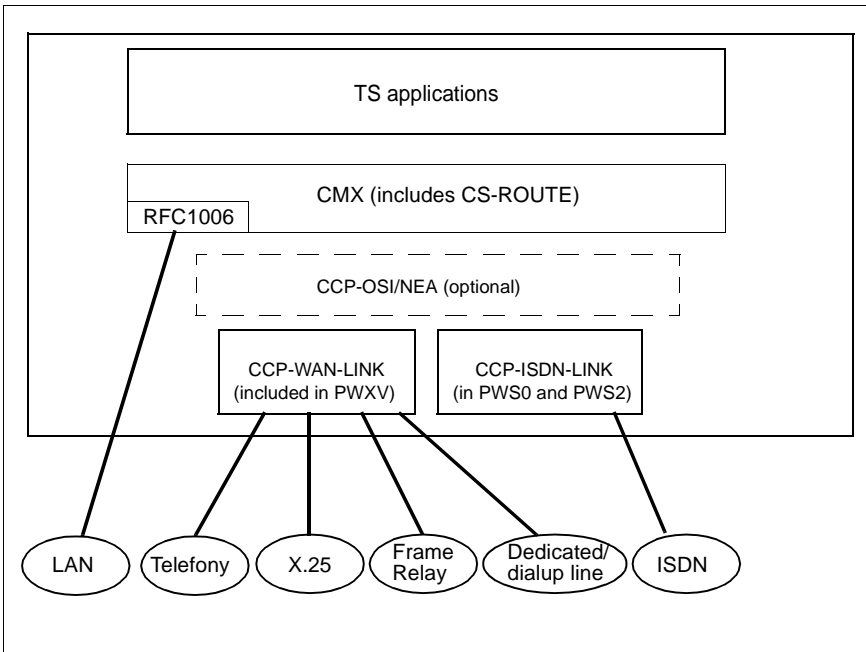 TS applications
CMX (includes CS-ROUTE)
RFC1006
CCP-OSI/NEA (optional)
CCP-WAN-LINK
(included in PWXV)
CCP-ISDN-LINK
(in PWS0 and PWS2)
LAN
Telefony
X.25
Frame
Relay
Dedicated/
dialup line
ISDN